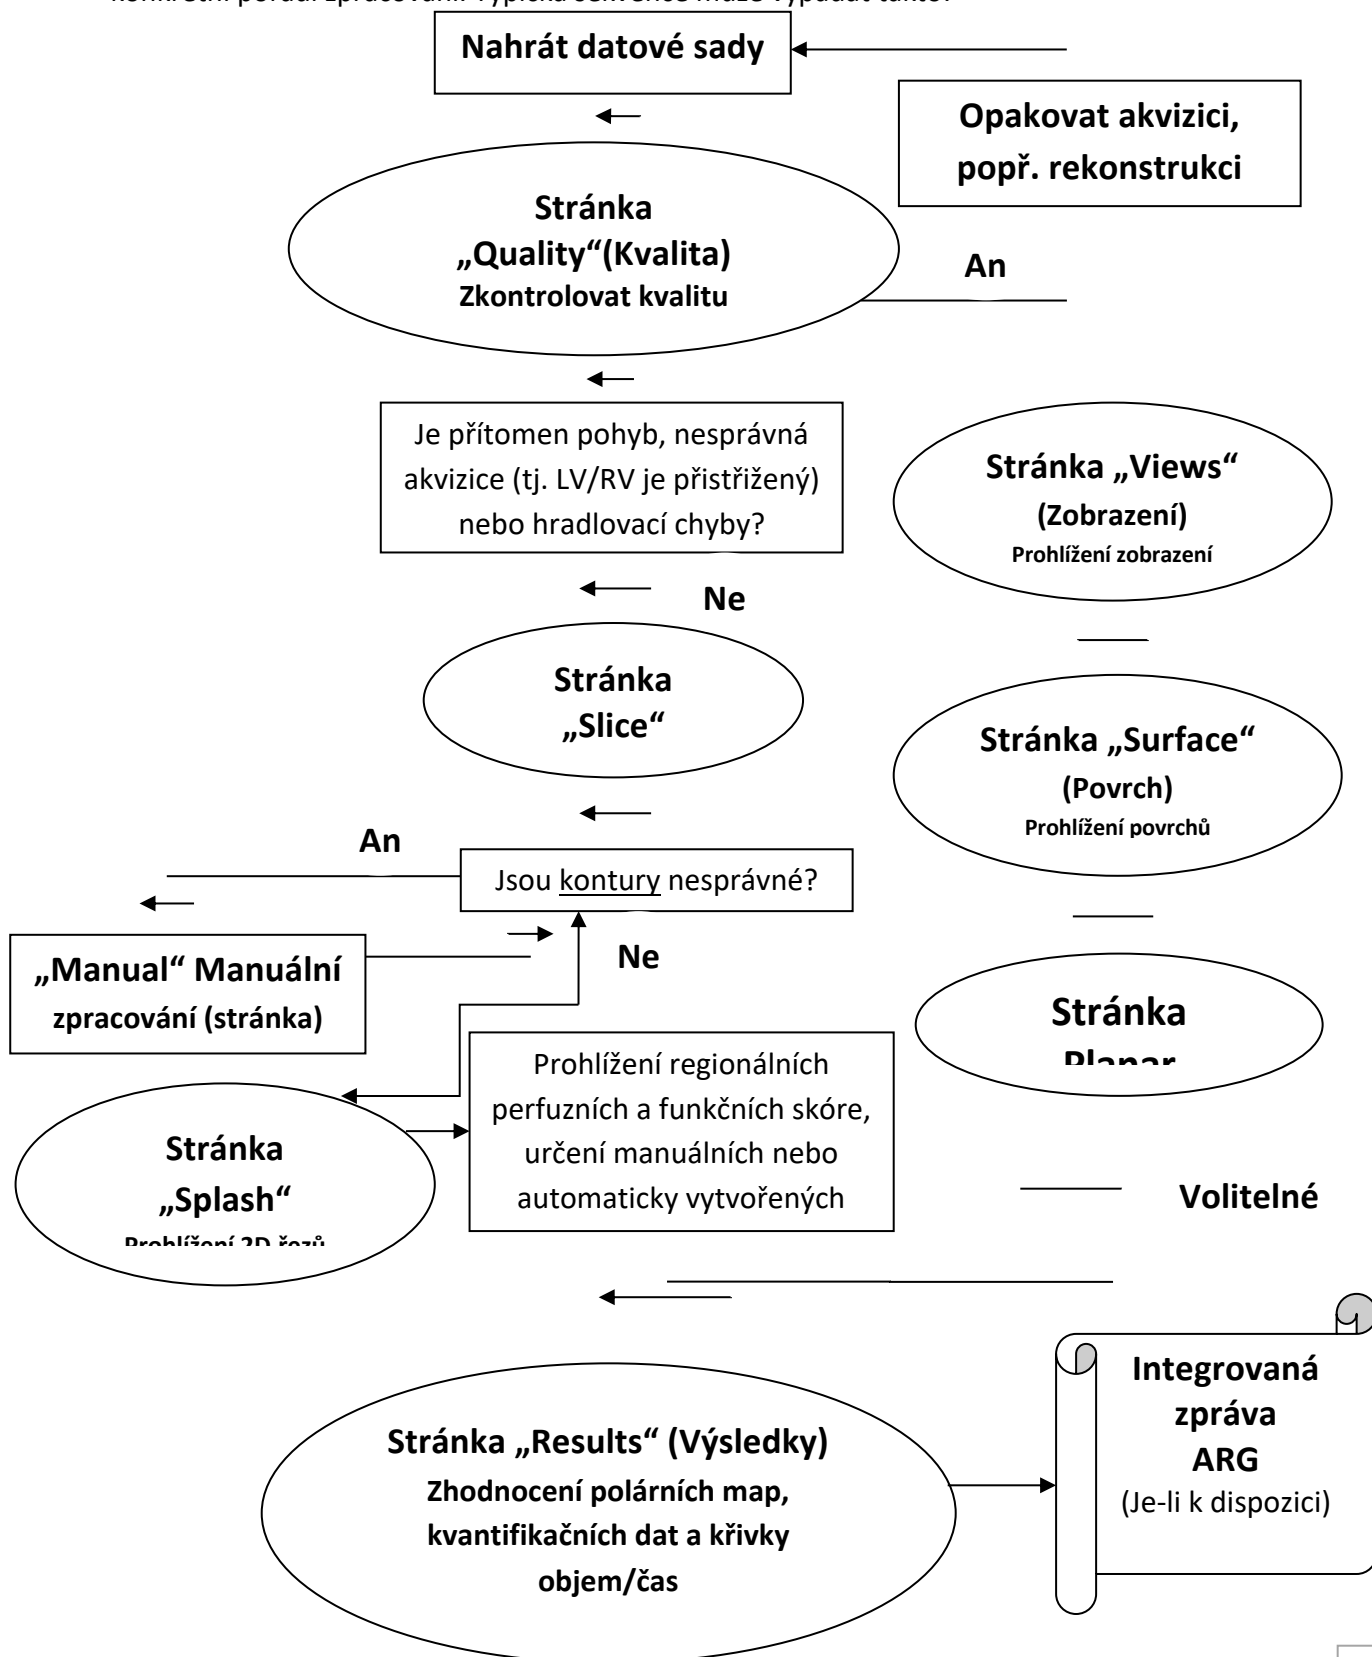 Nahrát datové sady
Opakovat akvizici,
popř. rekonstrukci
Stránka
„Quality“(Kvalita)
Zkontrolovat kvalitu
An
Je přítomen pohyb, nesprávná
akvizice (tj. LV/RV je přistřižený)
nebo hradlovací chyby?
Stránka „Views“
(Zobrazení)
Prohlížení zobrazení
Ne
Stránka
„Slice“
Stránka „Surface“
(Povrch)
Prohlížení povrchů
An
Jsou kontury nesprávné?
„Manual“ Manuální
zpracování (stránka)
Ne
Stránka
Planar
Prohlížení regionálních
perfuzních a funkčních skóre,
určení manuálních nebo
automaticky vytvořených
Stránka
„Splash“
Prohlížení 2D řezů
Volitelné
Integrovaná
zpráva
ARG
(Je-li k dispozici)
Stránka „Results“ (Výsledky)
Zhodnocení polárních map,
kvantifikačních dat a křivky
objem/čas